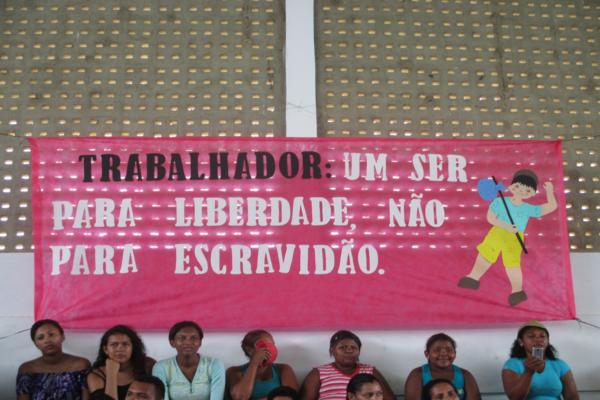 TRABALHADOR: UM SER
PARA LIBERDADE, NÃO
PARA ESCRAVIDÃO.